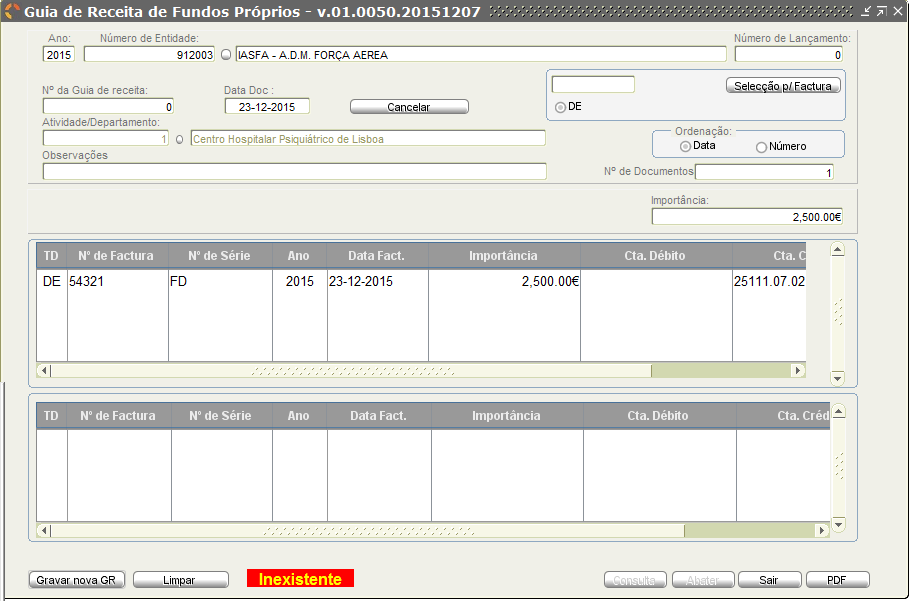 Guia de Receita de Fundos Próprios - v.01.0050.20151207
Ano: Número de Entidade: Número de Lançamento:
2015 912003 IASFA - A.D.M. FORÇA AEREA 0
Nº da Guia de receita: Data Doc : Selecção p/ Factura
0 23-12-2015 Cancelar DE
Atividade/Departamento: Ordenação:
1 Centro Hospitalar Psiquiátrico de Lisboa Data Número
Observações
Nº de Documentos 1
Importância:
2,500.00€
TD Nº de Factura Nº de Série Ano Data Fact. Importância Cta. Débito Cta. C
DE 54321 FD 2015 23-12-2015 2,500.00€ 25111.07.02
TD Nº de Factura Nº de Série Ano Data Fact. Importância Cta. Débito Cta. Créd
Gravar nova GR Limpar Inexistente Consulta Abater Sair PDF